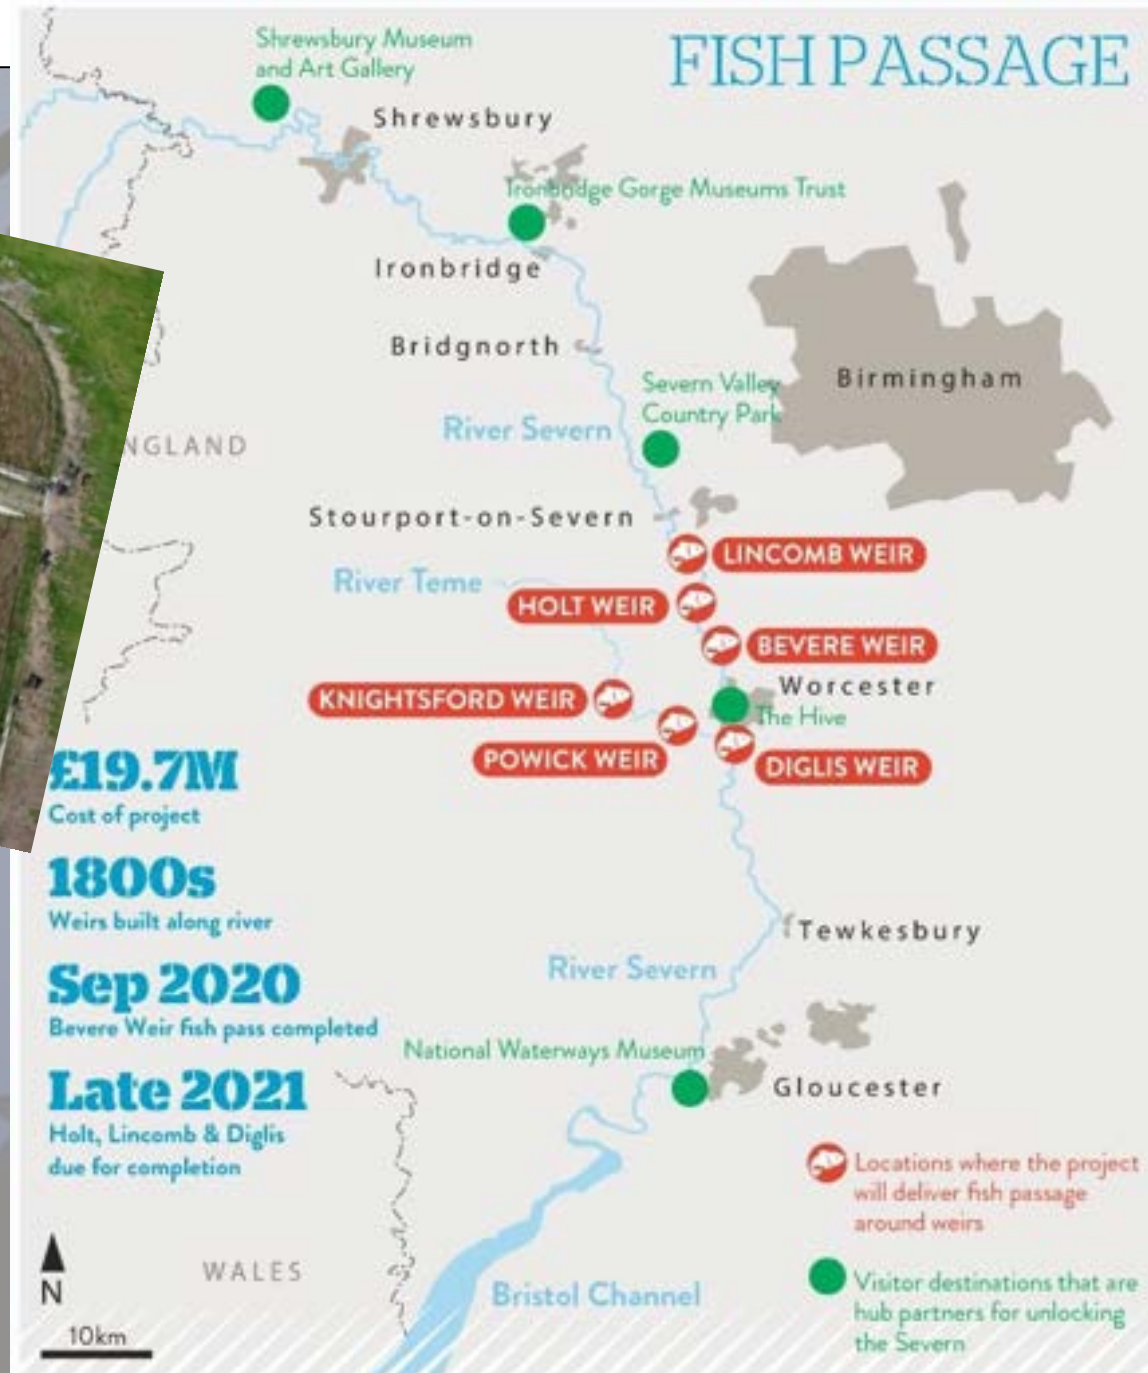 FISH PASSAGE
Shrewsbury Museum
and Art Gallery
Shrewsbury
Ironbridge Gorge Museums Trust
Ironbridge
Bridgnorth
Birmingham
Severn Valley
Country Park
River Severn
NGLAND
Stourport-on-Severn
LINCOMB WEIR
River Teme
HOLT WEIR
BEVERE WEIR
Worcester
The Hive
KNIGHTSFORD WEIR
POWICK WEIR
DIGLIS WEIR
£19.7M
Cost of project
1800s
Weirs built along river
Sep 2020
Bevere Weir fish pass completed
Late 2021
Holt, Lincomb & Diglis
due for completion
Tewkesbury
River Severn
National Waterways Museum
Gloucester
Locations where the project
will deliver fish passage
around weirs
Visitor destinations that are
hub partners for unlocking
the Severn
WALES
Bristol Channel
N
10km